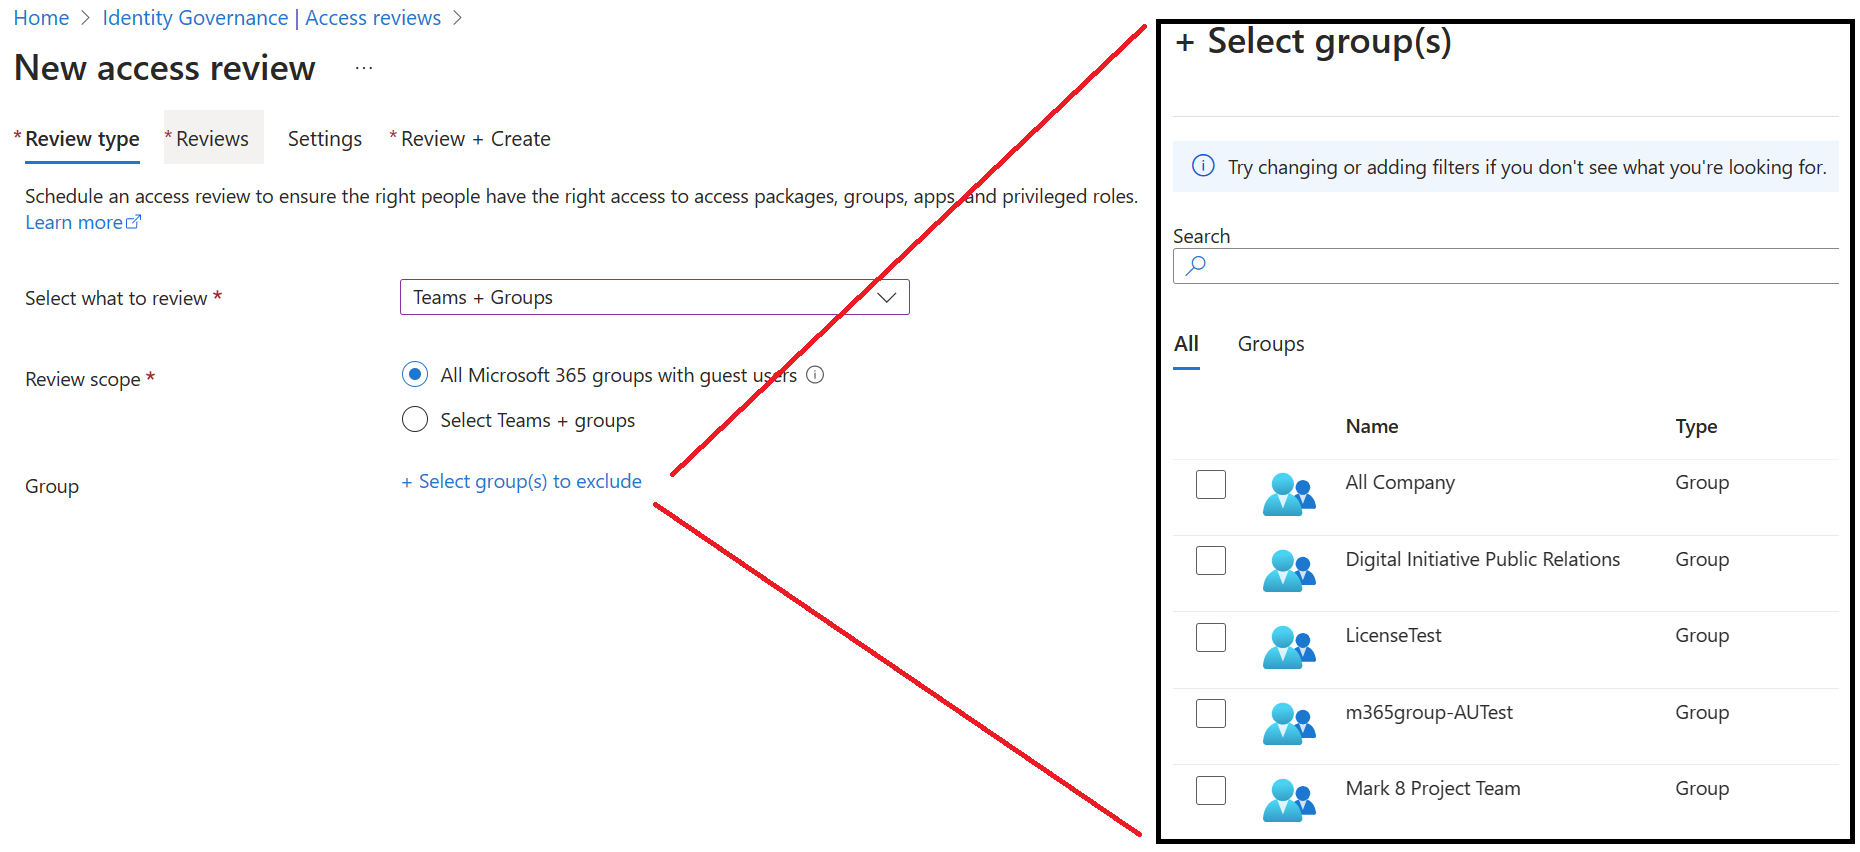 Home > Identity Governance | Access reviews >
New access review ...
*Review type *Reviews Settings *Review + Create
Schedule an access review to ensure the right people have the right access to access packages, groups, apps, and privileged roles.
Learn more
Select what to review *
Teams + Groups
Review scope *
All Microsoft 365 groups with guest users
Select Teams + groups
Group
+ Select group(s) to exclude
+ Select group(s)
Try changing or adding filters if you don't see what you're looking for.
Search
All Groups
Name Type
All Company Group
Digital Initiative Public Relations Group
LicenseTest Group
m365group-AUTest Group
Mark 8 Project Team Group